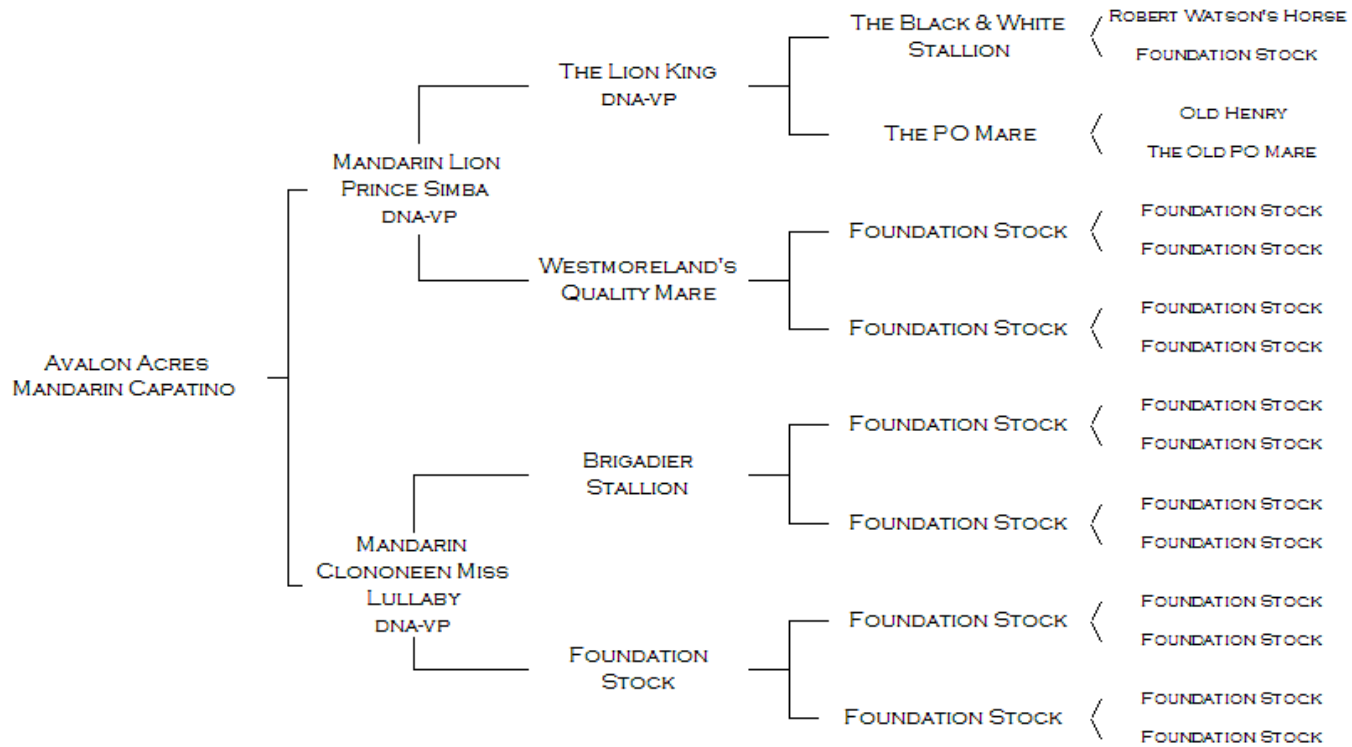 The Black & White
Stallion
Robert Watson's Horse
Foundation Stock
The Lion King
DNA-VP
The PO Mare
Old Henry
The Old PO Mare
Mandarin Lion
Prince Simba
DNA-VP
Westmoreland's
Quality Mare
Foundation Stock
Foundation Stock
Foundation Stock
Foundation Stock
Foundation Stock
Foundation Stock
Avalon Acres
Mandarin Capatino
Brigadier
Stallion
Foundation Stock
Foundation Stock
Foundation Stock
Foundation Stock
Foundation Stock
Foundation Stock
Mandarin
Clononeen Miss
Lullaby
DNA-VP
Foundation
Stock
Foundation Stock
Foundation Stock
Foundation Stock
Foundation Stock
Foundation Stock
Foundation Stock